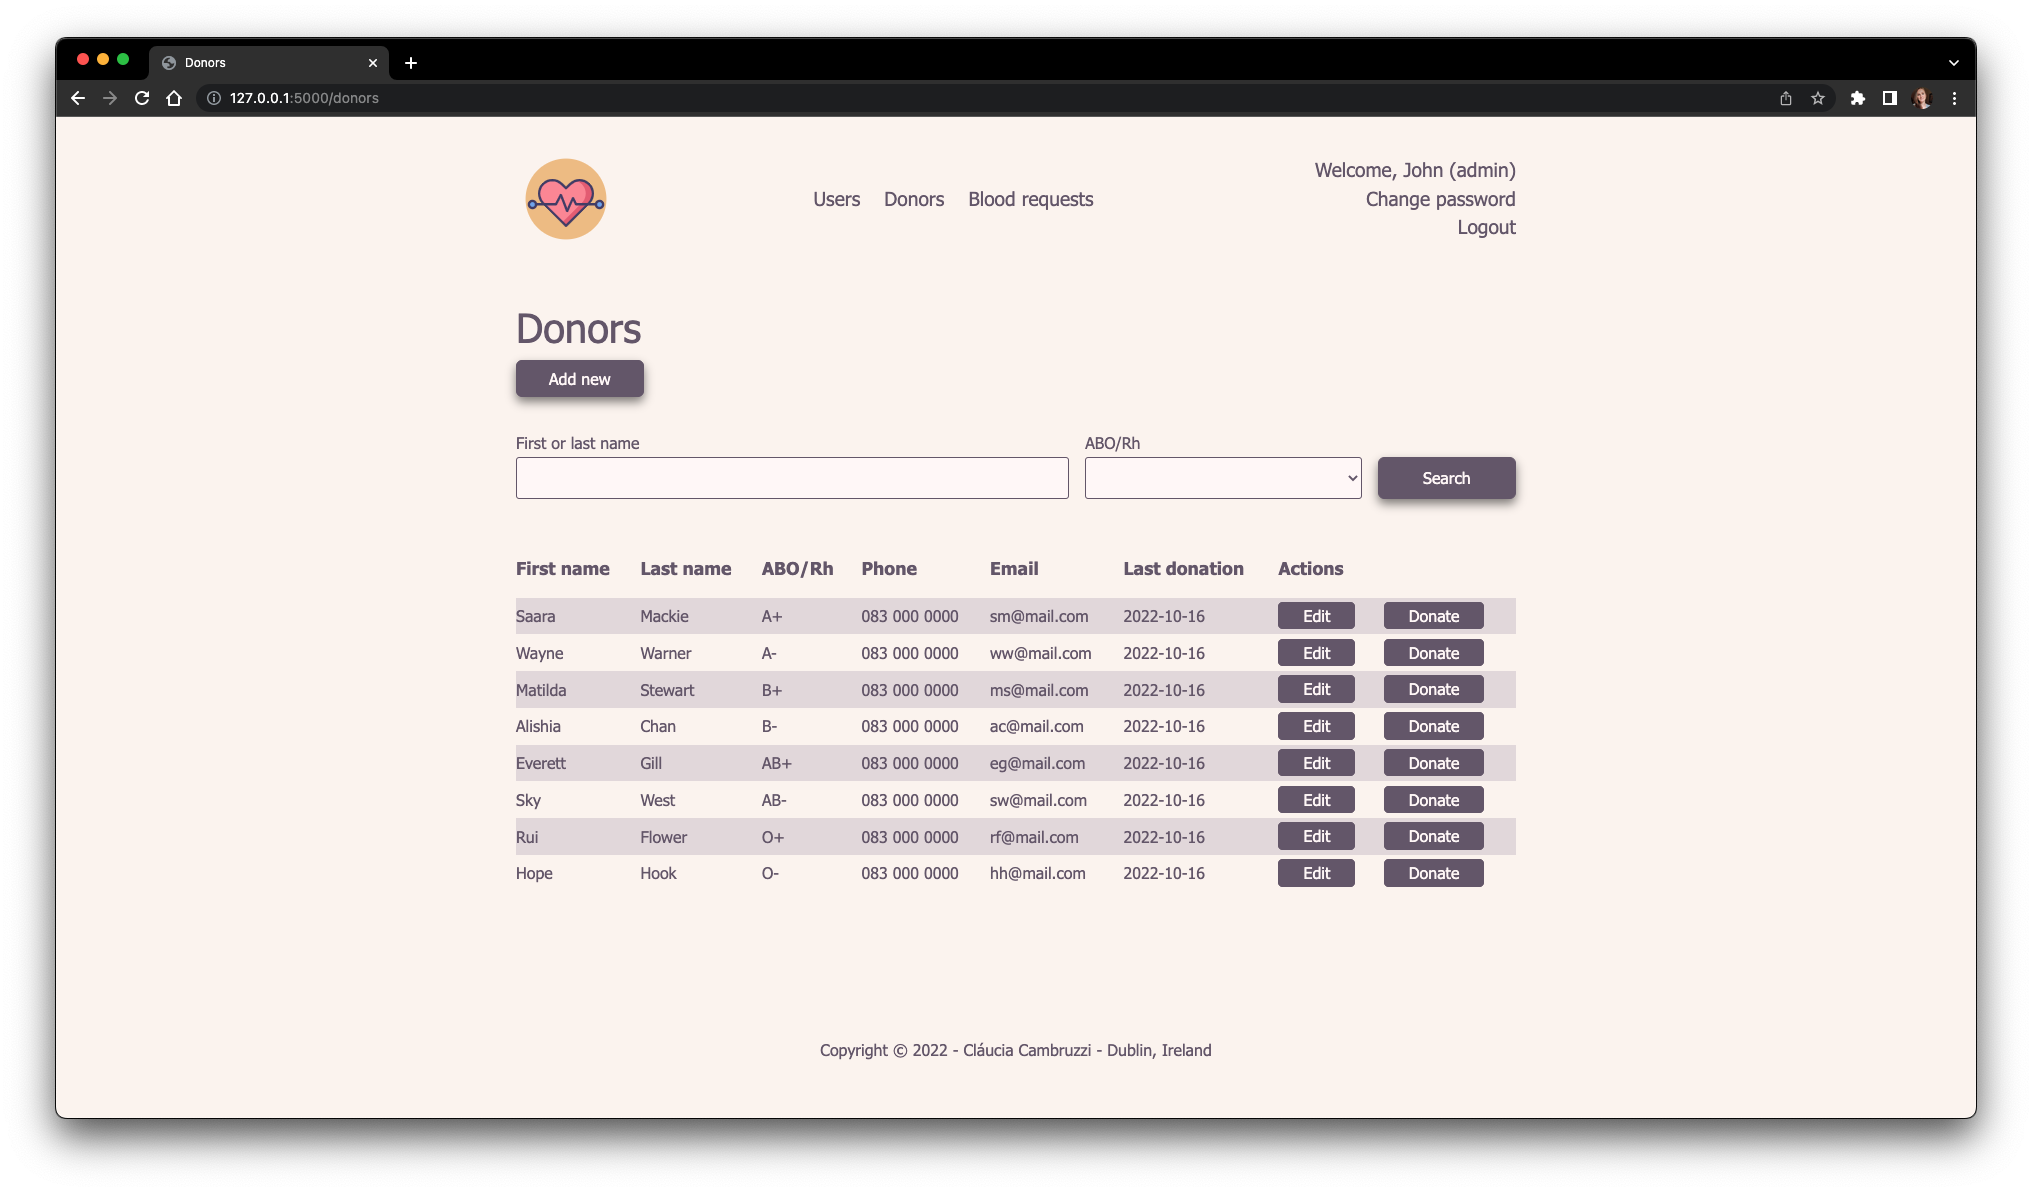 Donors
127.0.0.1:5000/donors
Users Donors Blood requests
Welcome, John (admin)
Change password
Logout
Donors
Add new
First or last name ABO/Rh
Search
First name Last name ABO/Rh Phone Email Last donation Actions
Saara Mackie A+ 083 000 0000 sm@mail.com 2022-10-16 Edit Donate
Wayne Warner A- 083 000 0000 ww@mail.com 2022-10-16 Edit Donate
Matilda Stewart B+ 083 000 0000 ms@mail.com 2022-10-16 Edit Donate
Alishia Chan B- 083 000 0000 ac@mail.com 2022-10-16 Edit Donate
Everett Gill AB+ 083 000 0000 eg@mail.com 2022-10-16 Edit Donate
Sky West AB- 083 000 0000 sw@mail.com 2022-10-16 Edit Donate
Rui Flower O+ 083 000 0000 rf@mail.com 2022-10-16 Edit Donate
Hope Hook O- 083 000 0000 hh@mail.com 2022-10-16 Edit Donate
Copyright © 2022 - Cláucia Cambruzzi - Dublin, Ireland